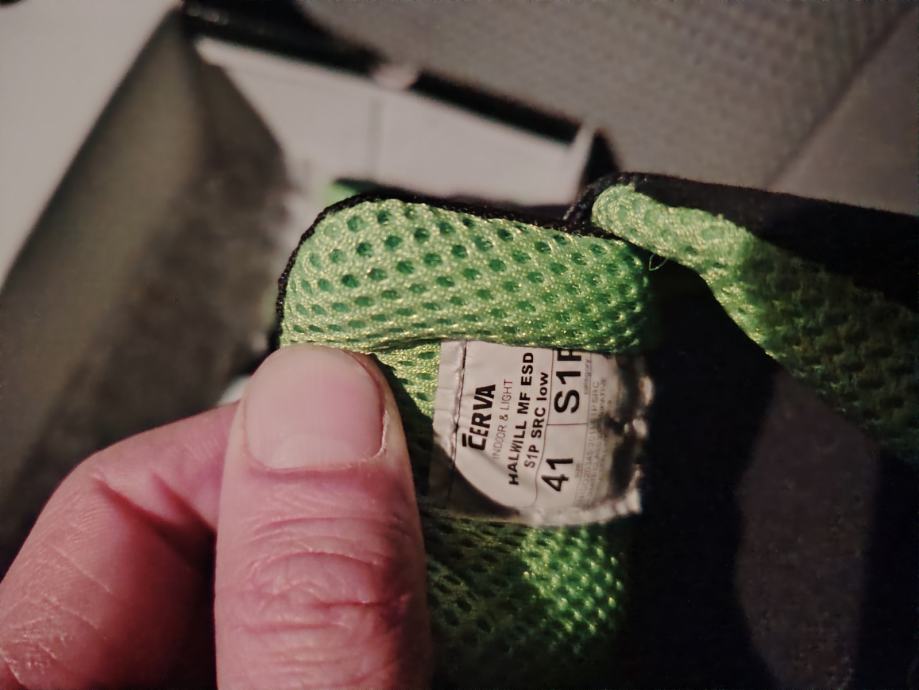 ČERVA
INDOOR & LIGHT
HALWILL MF ESD
S1P SRC low
41 S1P